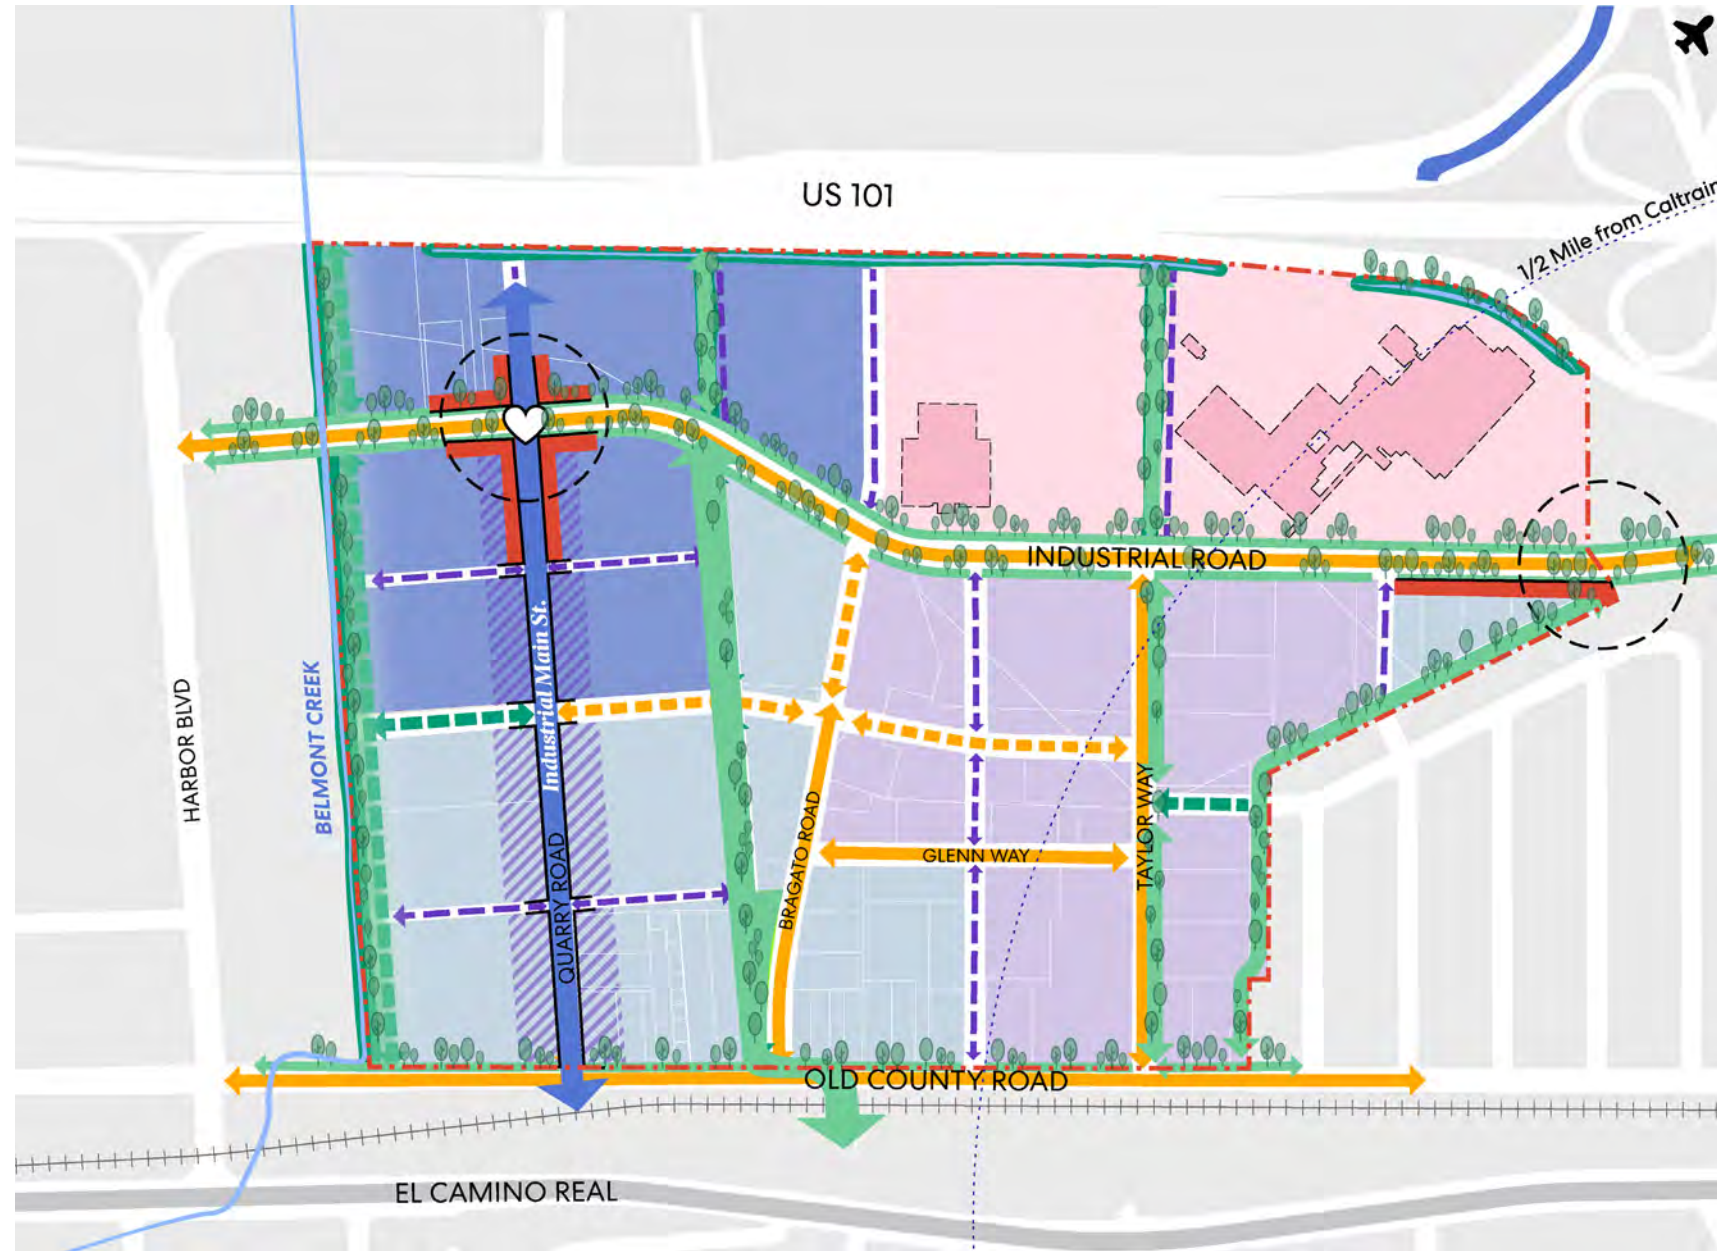 US 101
1/2 Mile from Caltrain
INDUSTRIAL ROAD
Industrial Main St.
BELMONT CREEK
HARBOR BLVD
QUARRY ROAD
BRAGATO ROAD
GLENN WAY
TAYLOR WAY
OLD COUNTY ROAD
EL CAMINO REAL